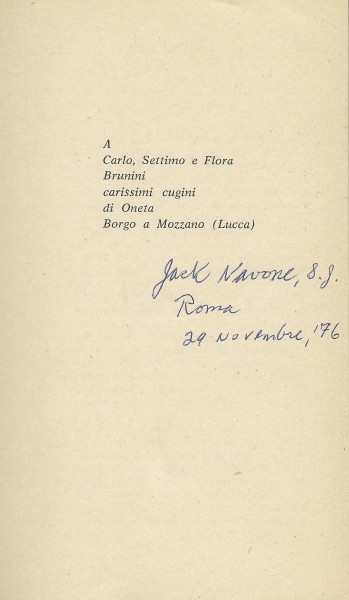 A
Carlo, Settimo e Flora
Brunini
carissimi cugini
di Oneta
Borgo a Mozzano (Lucca)
Jack Navone, S.J.
Roma
29 Novembre, '76